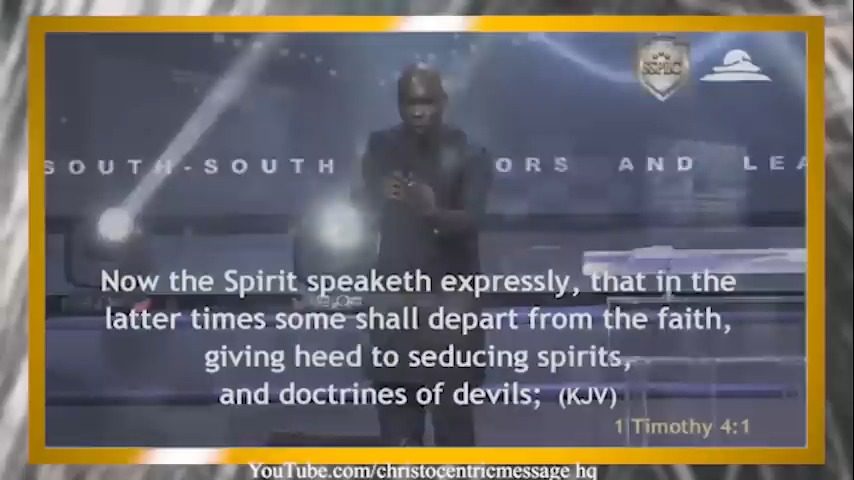 SSPLC
SOUTH-SOUTH ORS AND LEA
Now the Spirit speaketh expressly, that in the
latter times some shall depart from the faith,
giving heed to seducing spirits,
and doctrines of devils; (KJV)
1 Timothy 4:1
YouTube.com/christocentricmessage hq